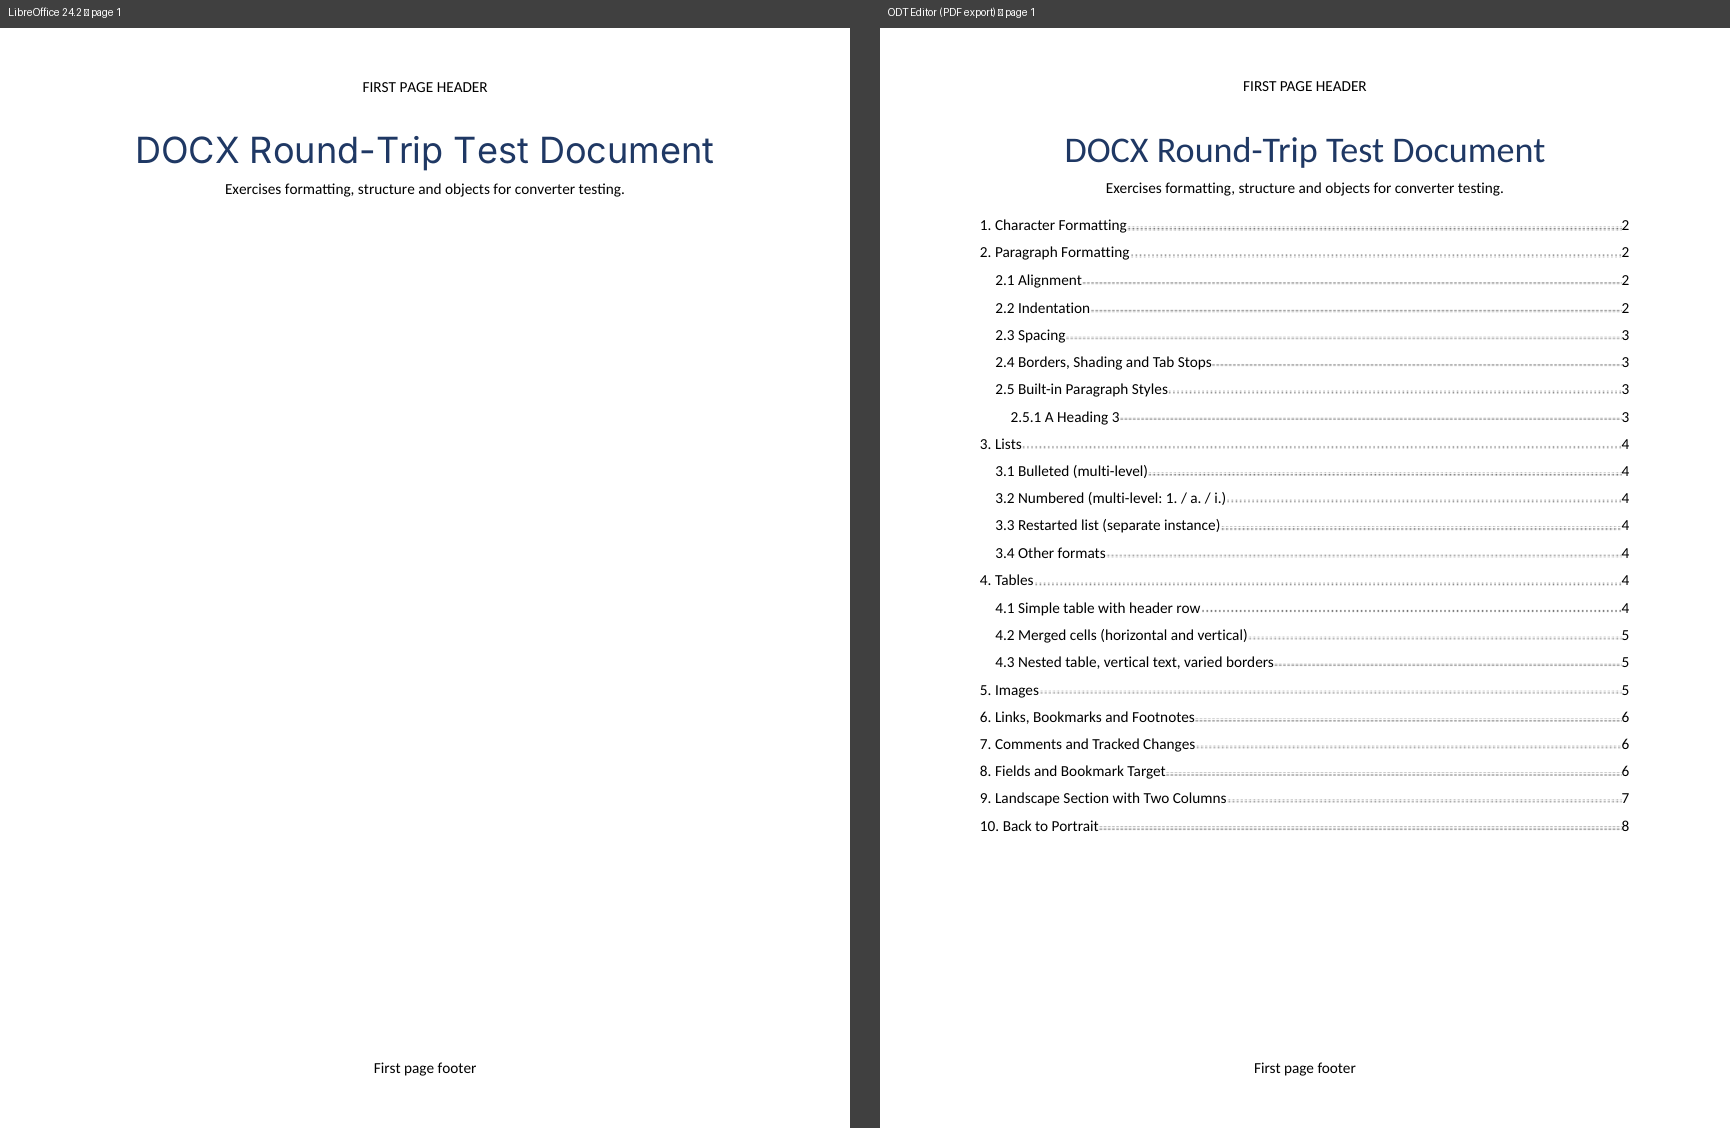 LibreOffice 24.2 page 1
FIRST PAGE HEADER
DOCX Round-Trip Test Document
Exercises formatting, structure and objects for converter testing.
First page footer
ODT Editor (PDF export) page 1
FIRST PAGE HEADER
DOCX Round-Trip Test Document
Exercises formatting, structure and objects for converter testing.
1. Character Formatting 2
2. Paragraph Formatting 2
2.1 Alignment 2
2.2 Indentation 2
2.3 Spacing 3
2.4 Borders, Shading and Tab Stops 3
2.5 Built-in Paragraph Styles 3
2.5.1 A Heading 3 3
3. Lists 4
3.1 Bulleted (multi-level) 4
3.2 Numbered (multi-level: 1. / a. / i.) 4
3.3 Restarted list (separate instance) 4
3.4 Other formats 4
4. Tables 4
4.1 Simple table with header row 4
4.2 Merged cells (horizontal and vertical) 5
4.3 Nested table, vertical text, varied borders 5
5. Images 5
6. Links, Bookmarks and Footnotes 6
7. Comments and Tracked Changes 6
8. Fields and Bookmark Target 6
9. Landscape Section with Two Columns 7
10. Back to Portrait 8
First page footer